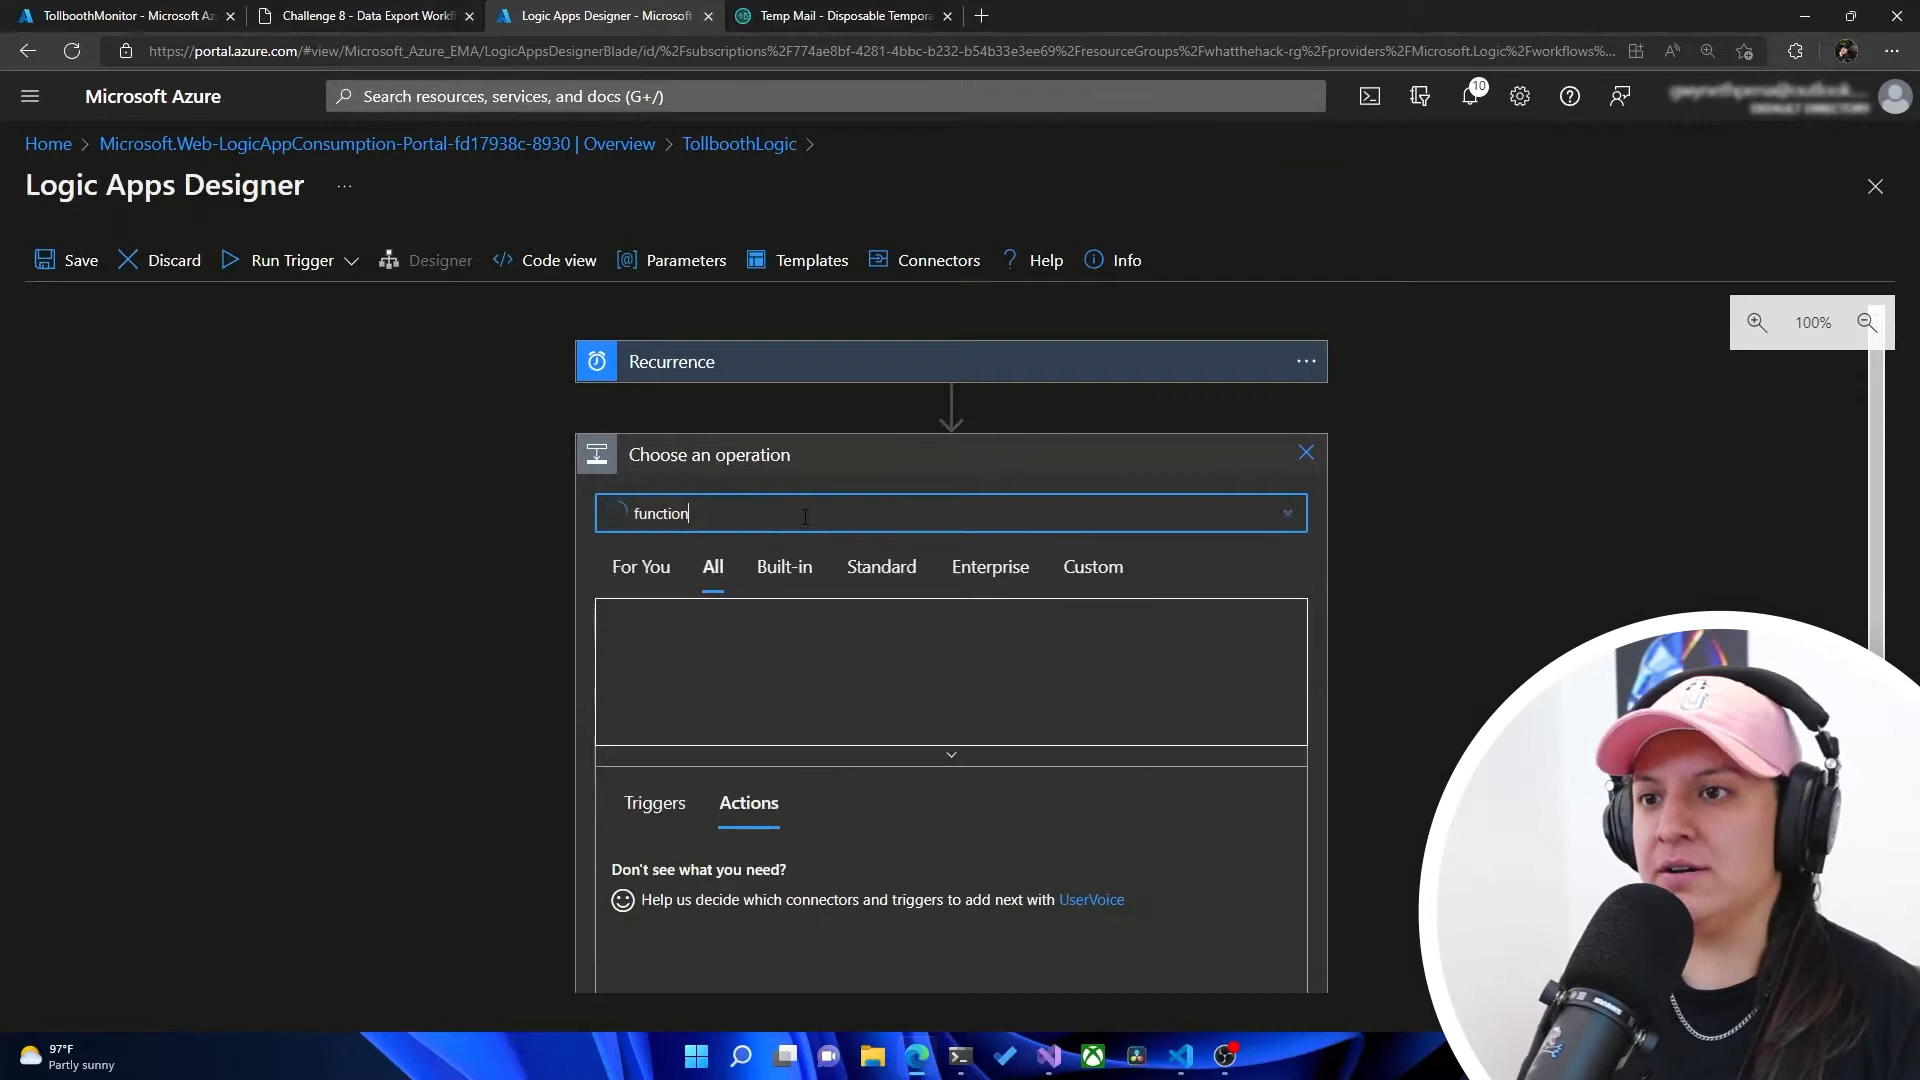 TollboothMonitor - Microsoft Az
Challenge 8 - Data Export Workfl
Logic Apps Designer - Microsoft
Temp Mail - Disposable Tempora
https://portal.azure.com/#view/Microsoft_Azure_EMA/LogicAppsDesignerBlade/id/%2Fsubscriptions%2F774ae8bf-4281-4bbc-b232-b54b33e3ee69%2FresourceGroups%2Fwhatthehack-rg%2Fproviders%2FMicrosoft.Logic%2Fworkflows%...
Microsoft Azure
Search resources, services, and docs (G+/)
10
DEFAULT DIRECTORY
Home > Microsoft.Web-LogicAppConsumption-Portal-fd17938c-8930 | Overview > TollboothLogic >
Logic Apps Designer ...
Save Discard Run Trigger Designer Code view Parameters Templates Connectors Help Info
100%
Recurrence
Choose an operation
function
For You All Built-in Standard Enterprise Custom
Triggers Actions
Don't see what you need?
Help us decide which connectors and triggers to add next with UserVoice
97°F
Partly sunny